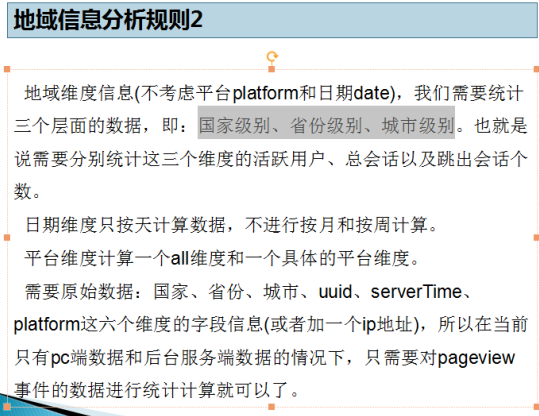 地域信息分析规则2
地域维度信息(不考虑平台platform和日期date)，我们需要统计
三个层面的数据，即：国家级别、省份级别、城市级别。也就是
说需要分别统计这三个维度的活跃用户、总会话以及跳出会话个
数。
日期维度只按天计算数据，不进行按月和按周计算。
平台维度计算一个all维度和一个具体的平台维度。
需要原始数据：国家、省份、城市、uuid、serverTime、
platform这六个维度的字段信息(或者加一个ip地址)，所以在当前
只有pc端数据和后台服务端数据的情况下，只需要对pageview
事件的数据进行统计计算就可以了。